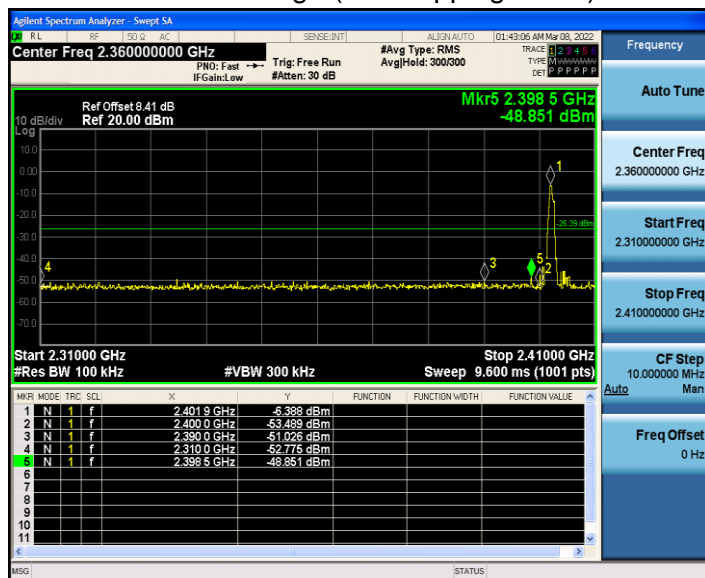 Agilent Spectrum Analyzer - Swept SA
RL RF 50 Ω AC SENSE:INT ALIGN AUTO 01:43:06 AM Mar 08, 2022
Center Freq 2.360000000 GHz
PNO: Fast
IFGain:Low
Trig: Free Run
#Atten: 30 dB
#Avg Type: RMS
Avg|Hold: 300/300
TRACE 1 2 3 4 5 6
TYPE M
DET P P P P P P
Ref Offset 8.41 dB
10 dB/div Ref 20.00 dBm
Log
Mkr5 2.398 5 GHz
-48.851 dBm
10.0
0.00
-10.0
-20.0
-30.0
-40.0
-50.0
-60.0
-70.0
-26.39 dBm
1
4
3
5
2
Start 2.31000 GHz Stop 2.41000 GHz
#Res BW 100 kHz #VBW 300 kHz Sweep 9.600 ms (1001 pts)
MKR MODE TRC SCL X Y FUNCTION FUNCTION WIDTH FUNCTION VALUE
1 N 1 f 2.401 9 GHz -6.388 dBm
2 N 1 f 2.400 0 GHz -53.489 dBm
3 N 1 f 2.390 0 GHz -51.026 dBm
4 N 1 f 2.310 0 GHz -52.775 dBm
5 N 1 f 2.398 5 GHz -48.851 dBm
6
7
8
9
10
11
MSG STATUS
Frequency
Auto Tune
Center Freq
2.360000000 GHz
Start Freq
2.310000000 GHz
Stop Freq
2.410000000 GHz
CF Step
10.000000 MHz
Auto Man
Freq Offset
0 Hz